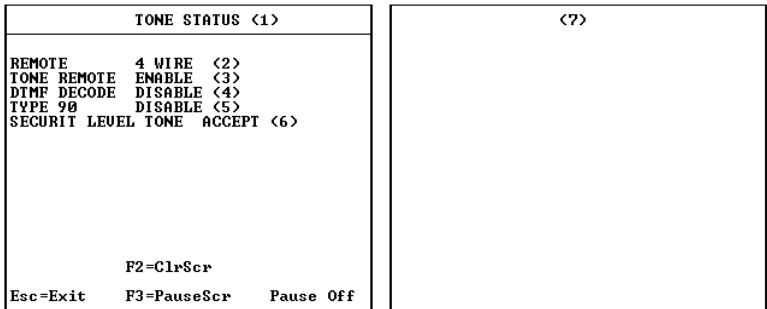 TONE STATUS (1)
(7)
REMOTE 4 WIRE (2)
TONE REMOTE ENABLE (3)
DTMF DECODE DISABLE (4)
TYPE 90 DISABLE (5)
SECURIT LEVEL TONE ACCEPT (6)
F2=ClrScr
Esc=Exit F3=PauseScr Pause Off